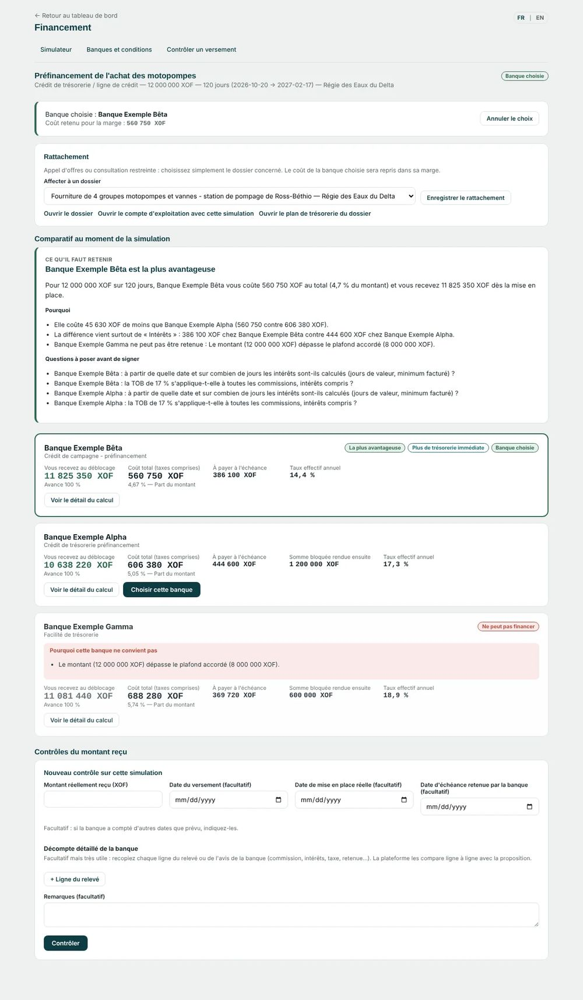 ← Retour au tableau de bord
FR | EN
Financement
Simulateur Banques et conditions Contrôler un versement
Préfinancement de l'achat des motopompes
Banque choisie
Crédit de trésorerie / ligne de crédit — 12 000 000 XOF — 120 jours (2026-10-20 → 2027-02-17) — Régie des Eaux du Delta
Banque choisie : Banque Exemple Bêta
Coût retenu pour la marge : 560 750 XOF
Annuler le choix
Rattachement
Appel d'offres ou consultation restreinte : choisissez simplement le dossier concerné. Le coût de la banque choisie sera repris dans sa marge.
Affecter à un dossier
Fourniture de 4 groupes motopompes et vannes - station de pompage de Ross-Béthio — Régie des Eaux du Delta
Enregistrer le rattachement
Ouvrir le dossier Ouvrir le compte d'exploitation avec cette simulation Ouvrir le plan de trésorerie du dossier
Comparatif au moment de la simulation
CE QU'IL FAUT RETENIR
Banque Exemple Bêta est la plus avantageuse
Pour 12 000 000 XOF sur 120 jours, Banque Exemple Bêta vous coûte 560 750 XOF au total (4,7 % du montant) et vous recevez 11 825 350 XOF dès la mise en
place.
Pourquoi
• Elle coûte 45 630 XOF de moins que Banque Exemple Alpha (560 750 contre 606 380 XOF).
• La différence vient surtout de « Intérêts » : 386 100 XOF chez Banque Exemple Bêta contre 444 600 XOF chez Banque Exemple Alpha.
• Banque Exemple Gamma ne peut pas être retenue : Le montant (12 000 000 XOF) dépasse le plafond accordé (8 000 000 XOF).
Questions à poser avant de signer
• Banque Exemple Bêta : à partir de quelle date et sur combien de jours les intérêts sont-ils calculés (jours de valeur, minimum facturé) ?
• Banque Exemple Bêta : la TOB de 17 % s'applique-t-elle à toutes les commissions, intérêts compris ?
• Banque Exemple Alpha : à partir de quelle date et sur combien de jours les intérêts sont-ils calculés (jours de valeur, minimum facturé) ?
• Banque Exemple Alpha : la TOB de 17 % s'applique-t-elle à toutes les commissions, intérêts compris ?
Banque Exemple Bêta
La plus avantageuse Plus de trésorerie immédiate Banque choisie
Crédit de campagne - préfinancement
Vous recevez au déblocage Coût total (taxes comprises) À payer à l'échéance Taux effectif annuel
11 825 350 XOF 560 750 XOF 386 100 XOF 14,4 %
Avance 100 % 4,67 % — Part du montant
Voir le détail du calcul
Banque Exemple Alpha
Crédit de trésorerie préfinancement
Vous recevez au déblocage Coût total (taxes comprises) À payer à l'échéance Somme bloquée rendue ensuite Taux effectif annuel
10 638 220 XOF 606 380 XOF 444 600 XOF 1 200 000 XOF 17,3 %
Avance 100 % 5,05 % — Part du montant
Voir le détail du calcul Choisir cette banque
Banque Exemple Gamma
Ne peut pas financer
Facilité de trésorerie
Pourquoi cette banque ne convient pas
• Le montant (12 000 000 XOF) dépasse le plafond accordé (8 000 000 XOF).
Vous recevez au déblocage Coût total (taxes comprises) À payer à l'échéance Somme bloquée rendue ensuite Taux effectif annuel
11 081 440 XOF 688 280 XOF 369 720 XOF 600 000 XOF 18,9 %
Avance 100 % 5,74 % — Part du montant
Voir le détail du calcul
Contrôles du montant reçu
Nouveau contrôle sur cette simulation
Montant réellement reçu (XOF) Date du versement (facultatif) Date de mise en place réelle (facultatif) Date d'échéance retenue par la banque
(facultatif)
mm/dd/yyyy mm/dd/yyyy mm/dd/yyyy
Facultatif : si la banque a compté d'autres dates que prévu, indiquez-les.
Décompte détaillé de la banque
Facultatif mais très utile : recopiez chaque ligne du relevé ou de l'avis de la banque (commission, intérêts, taxe, retenue…). La plateforme les compare ligne à ligne avec la proposition.
+ Ligne du relevé
Remarques (facultatif)
Contrôler